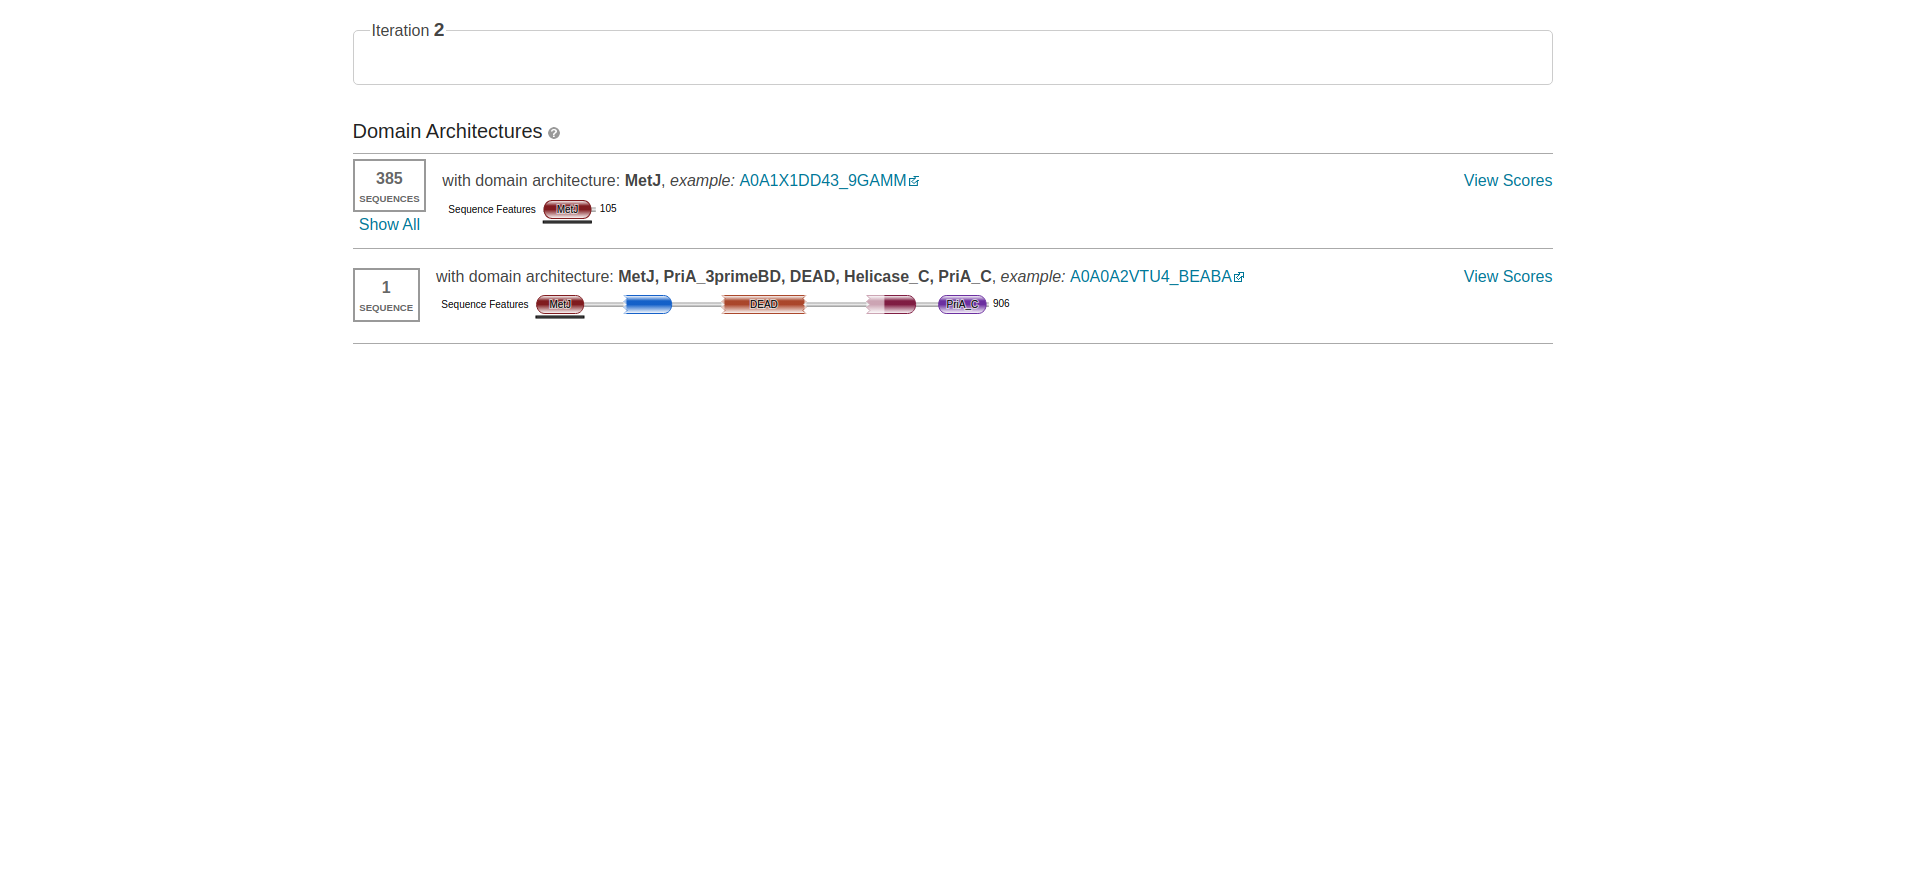 Iteration 2
Domain Architectures ?
385
SEQUENCES
Show All
with domain architecture: MetJ, example: A0A1X1DD43_9GAMM
View Scores
Sequence Features MetJ 105
1
SEQUENCE
with domain architecture: MetJ, PriA_3primeBD, DEAD, Helicase_C, PriA_C, example: A0A0A2VTU4_BEABA
View Scores
Sequence Features MetJ DEAD PriA_C 906